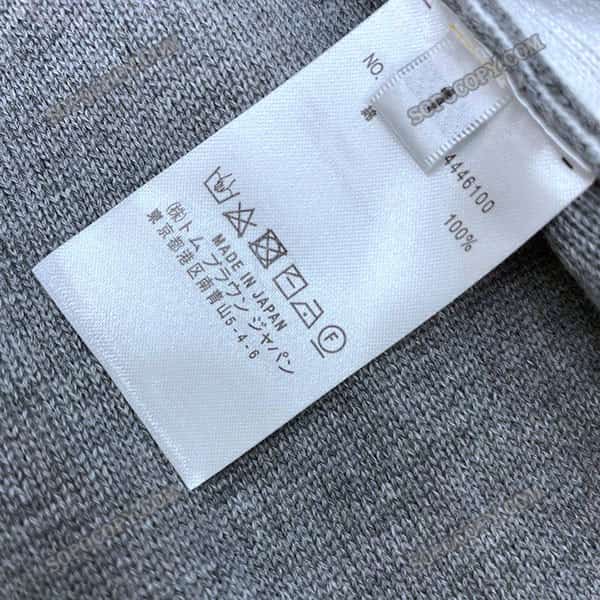 NO.
4446100
100%
MADE IN JAPAN
(株)トム ブラウン ジャパン
東京都港区南青山5-4-6
F
SCPOCOPY.COM